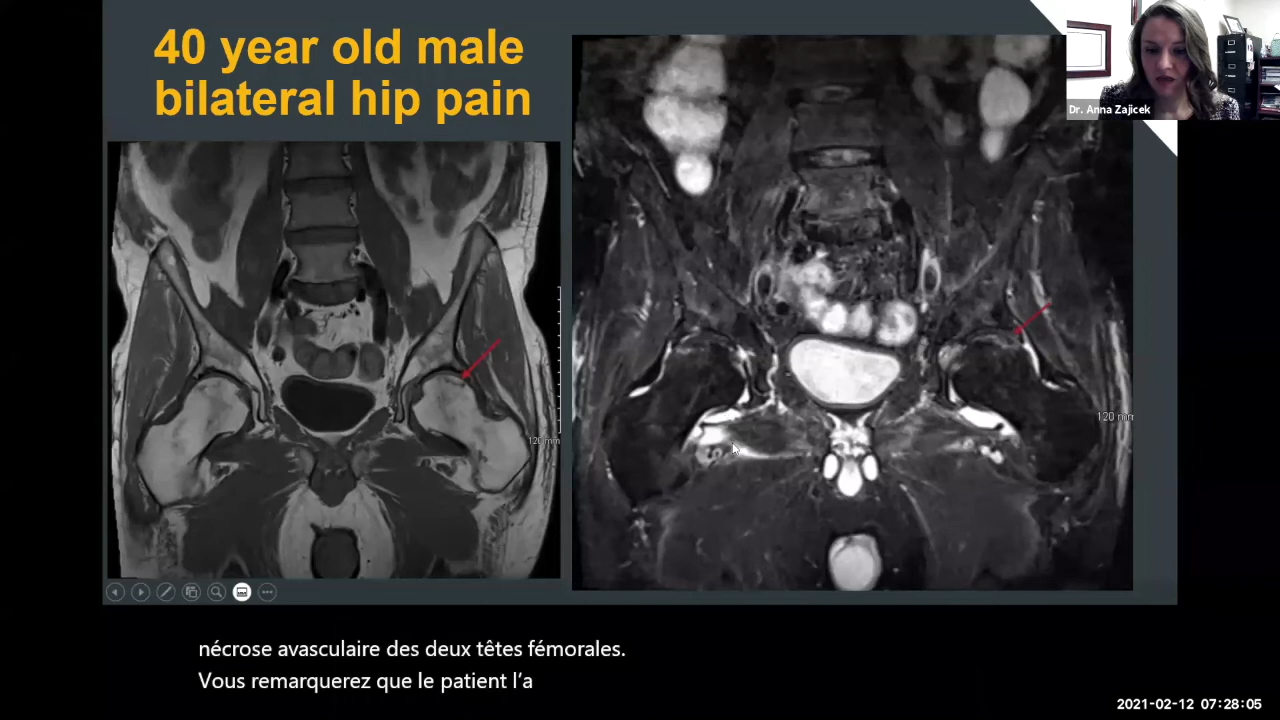 40 year old male
bilateral hip pain
Dr. Anna Zajicek
120 mm
120 mm
nécrose avasculaire des deux têtes fémorales.
Vous remarquerez que le patient l’a
2021-02-12 07:28:05